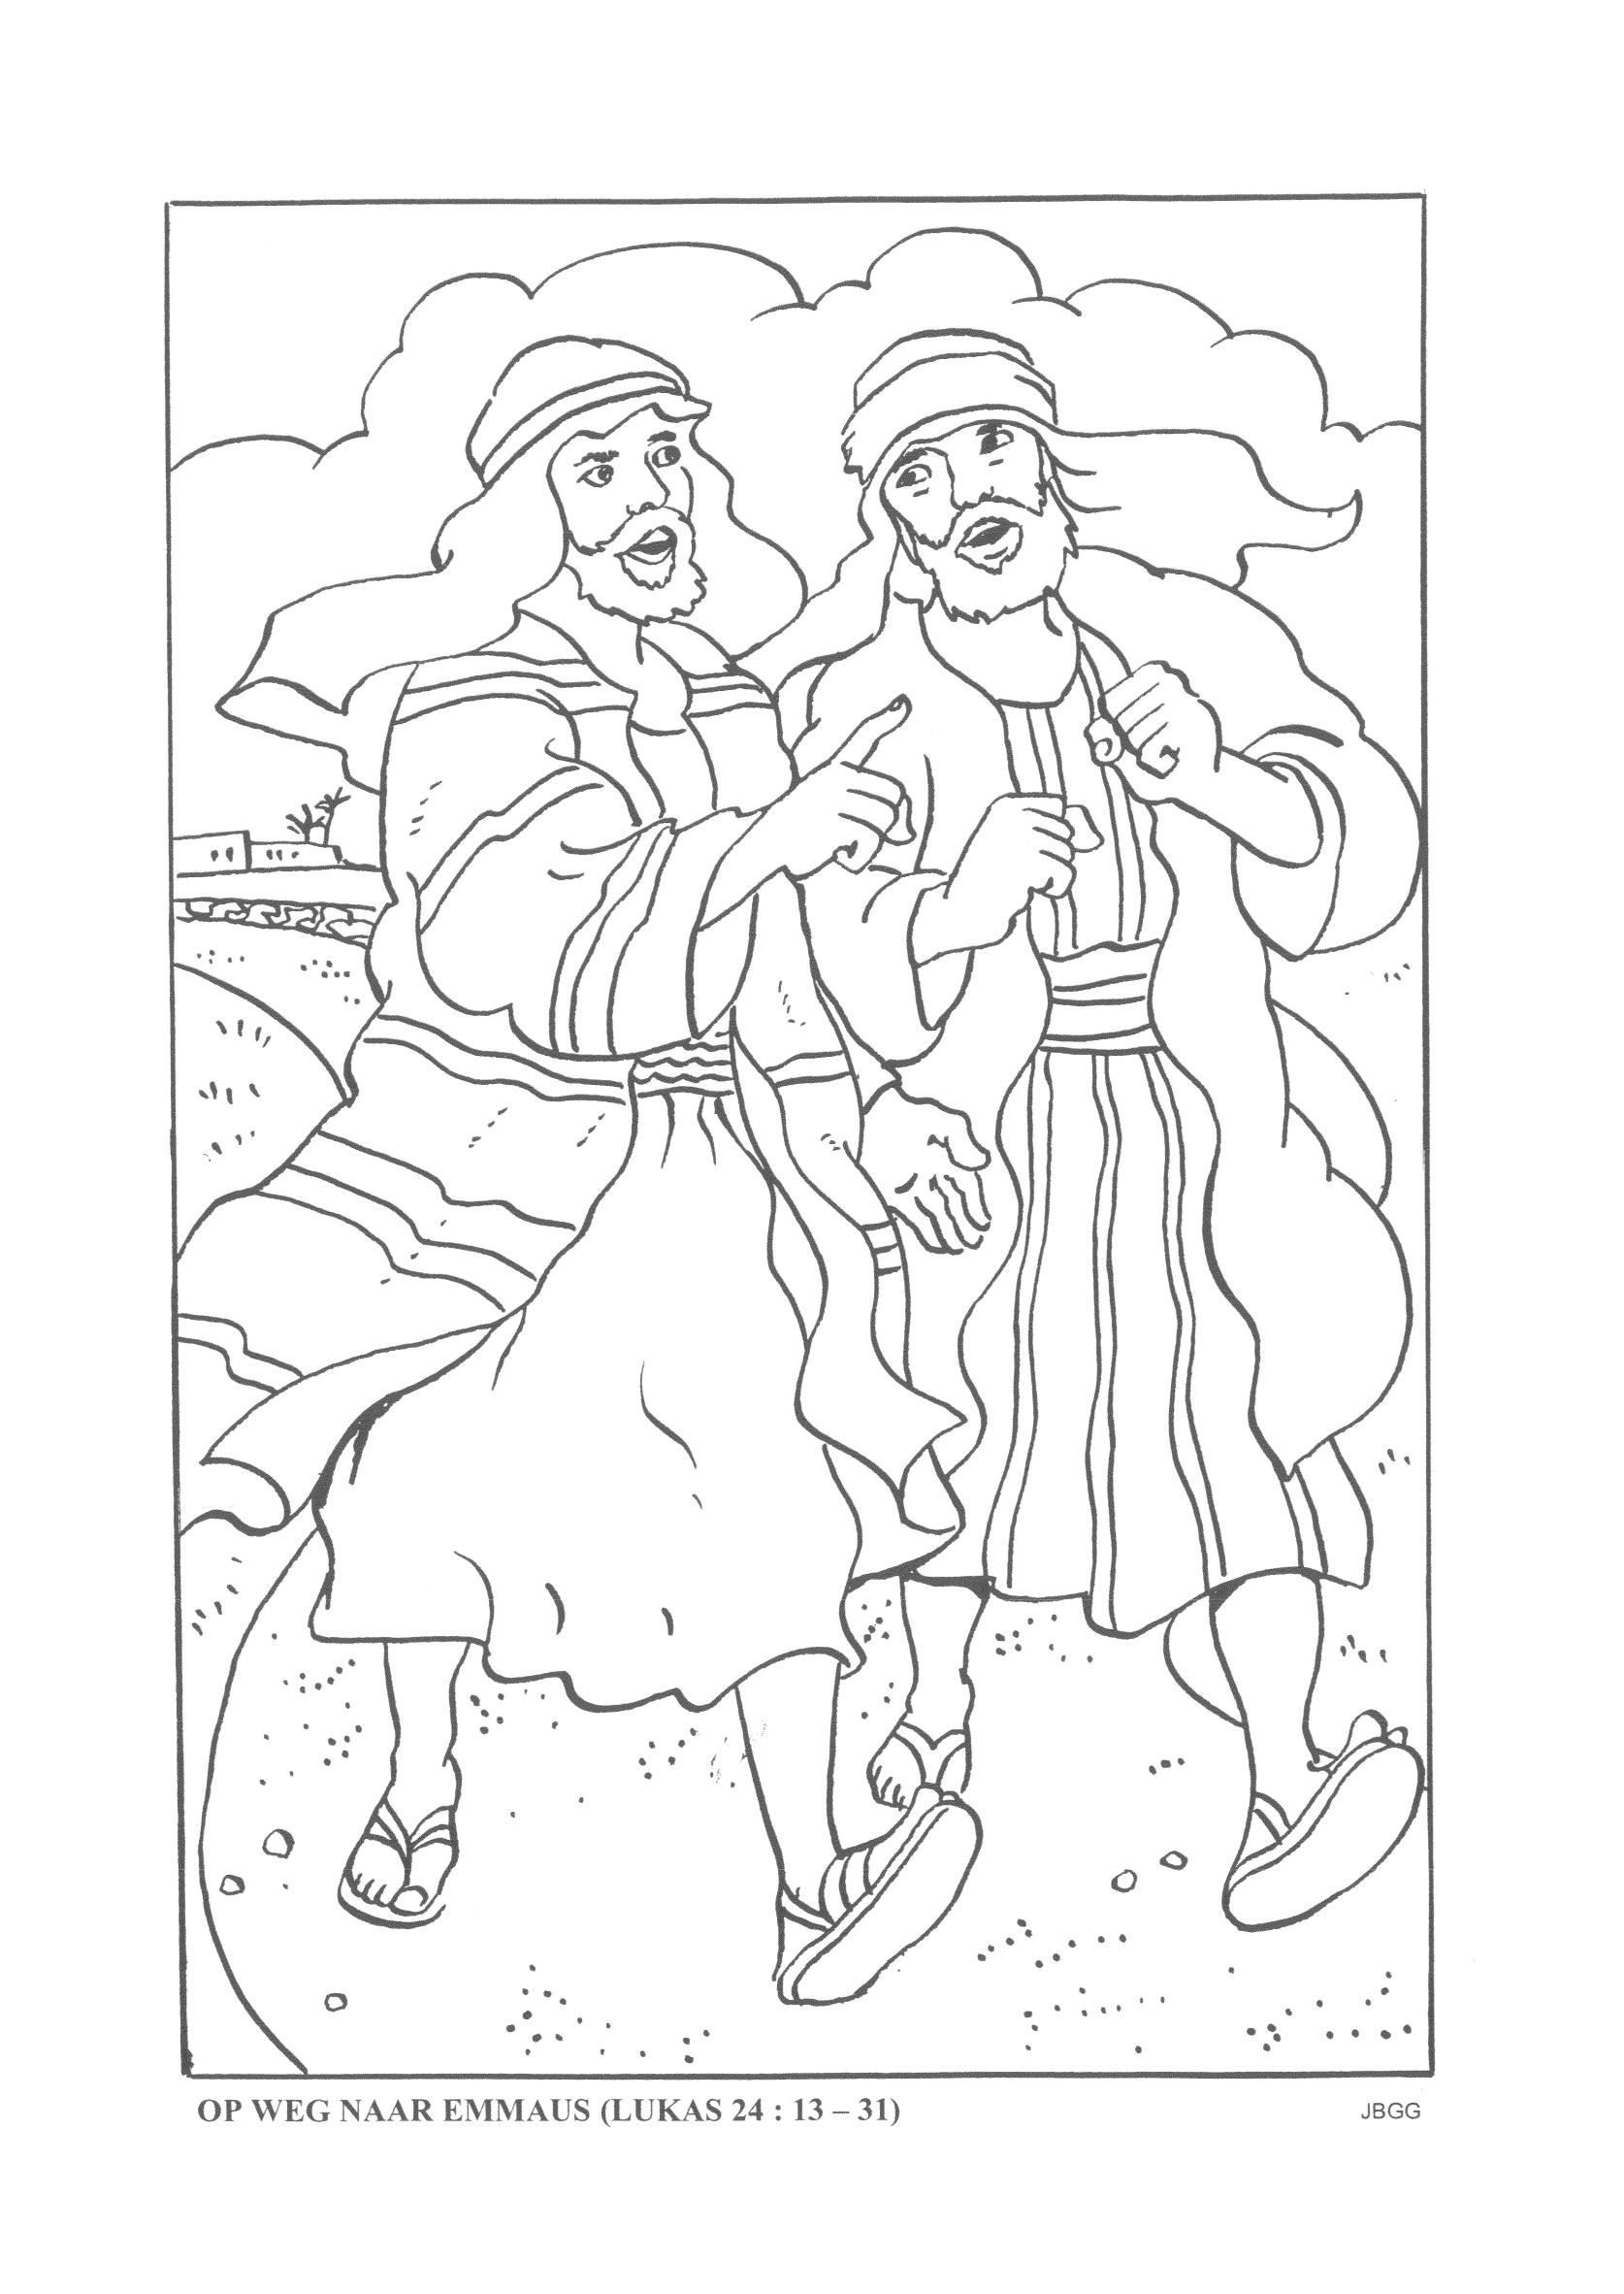 OP WEG NAAR EMMAUS (LUKAS 24 : 13 – 31)
JBGG